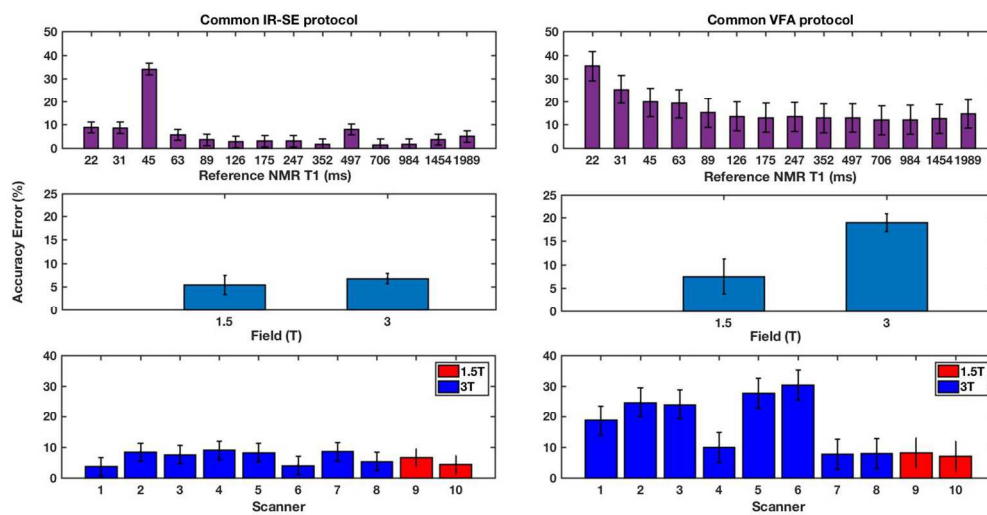 Common IR-SE protocol
50
40
30
20
10
0
22 31 45 63 89 126 175 247 352 497 706 984 1454 1989
Reference NMR T1 (ms)
Common VFA protocol
50
40
30
20
10
0
22 31 45 63 89 126 175 247 352 497 706 984 1454 1989
Reference NMR T1 (ms)
Accuracy Error (%)
25
20
15
10
5
0
1.5 3
Field (T)
25
20
15
10
5
0
1.5 3
Field (T)
40
30
20
10
0
1.5T
3T
1 2 3 4 5 6 7 8 9 10
Scanner
40
30
20
10
0
1.5T
3T
1 2 3 4 5 6 7 8 9 10
Scanner